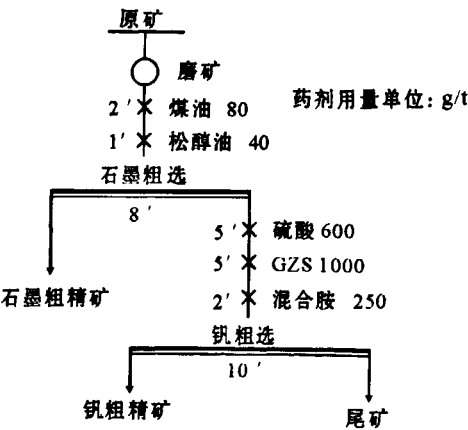 原矿
磨矿
2′ 煤油 80
药剂用量单位: g/t
1′ 松醇油 40
石墨粗选
8′
5′ 硫酸 600
5′ GZS 1000
石墨粗精矿
2′ 混合胺 250
钒粗选
10′
钒粗精矿
尾矿